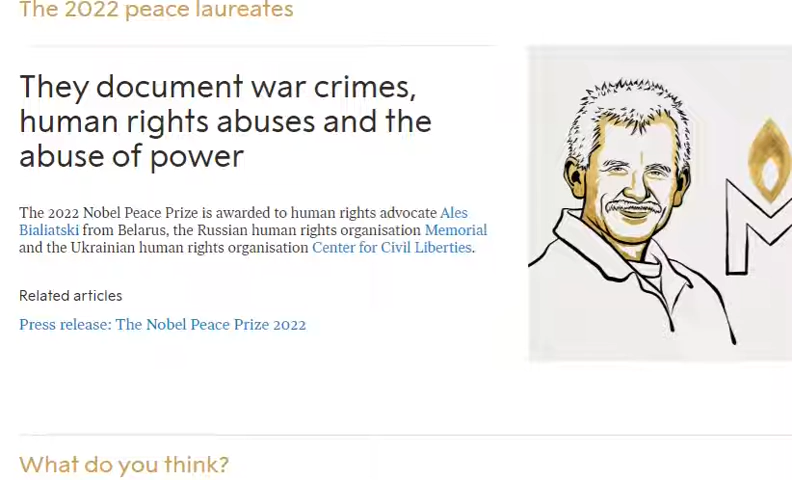 The 2022 peace laureates
They document war crimes,
human rights abuses and the
abuse of power
The 2022 Nobel Peace Prize is awarded to human rights advocate Ales
Bialiatski from Belarus, the Russian human rights organisation Memorial
and the Ukrainian human rights organisation Center for Civil Liberties.
Related articles
Press release: The Nobel Peace Prize 2022
What do you think?